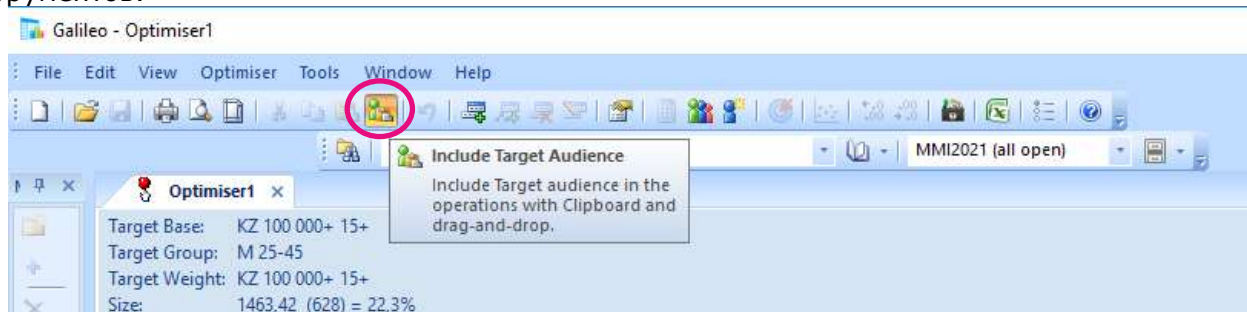 Galileo - Optimiser1
File Edit View Optimiser Tools Window Help
MMI2021 (all open)
Include Target Audience
Include Target audience in the
operations with Clipboard and
drag-and-drop.
Optimiser1
Target Base: KZ 100 000+ 15+
Target Group: M 25-45
Target Weight: KZ 100 000+ 15+
Size: 1463,42 (628) = 22,3%